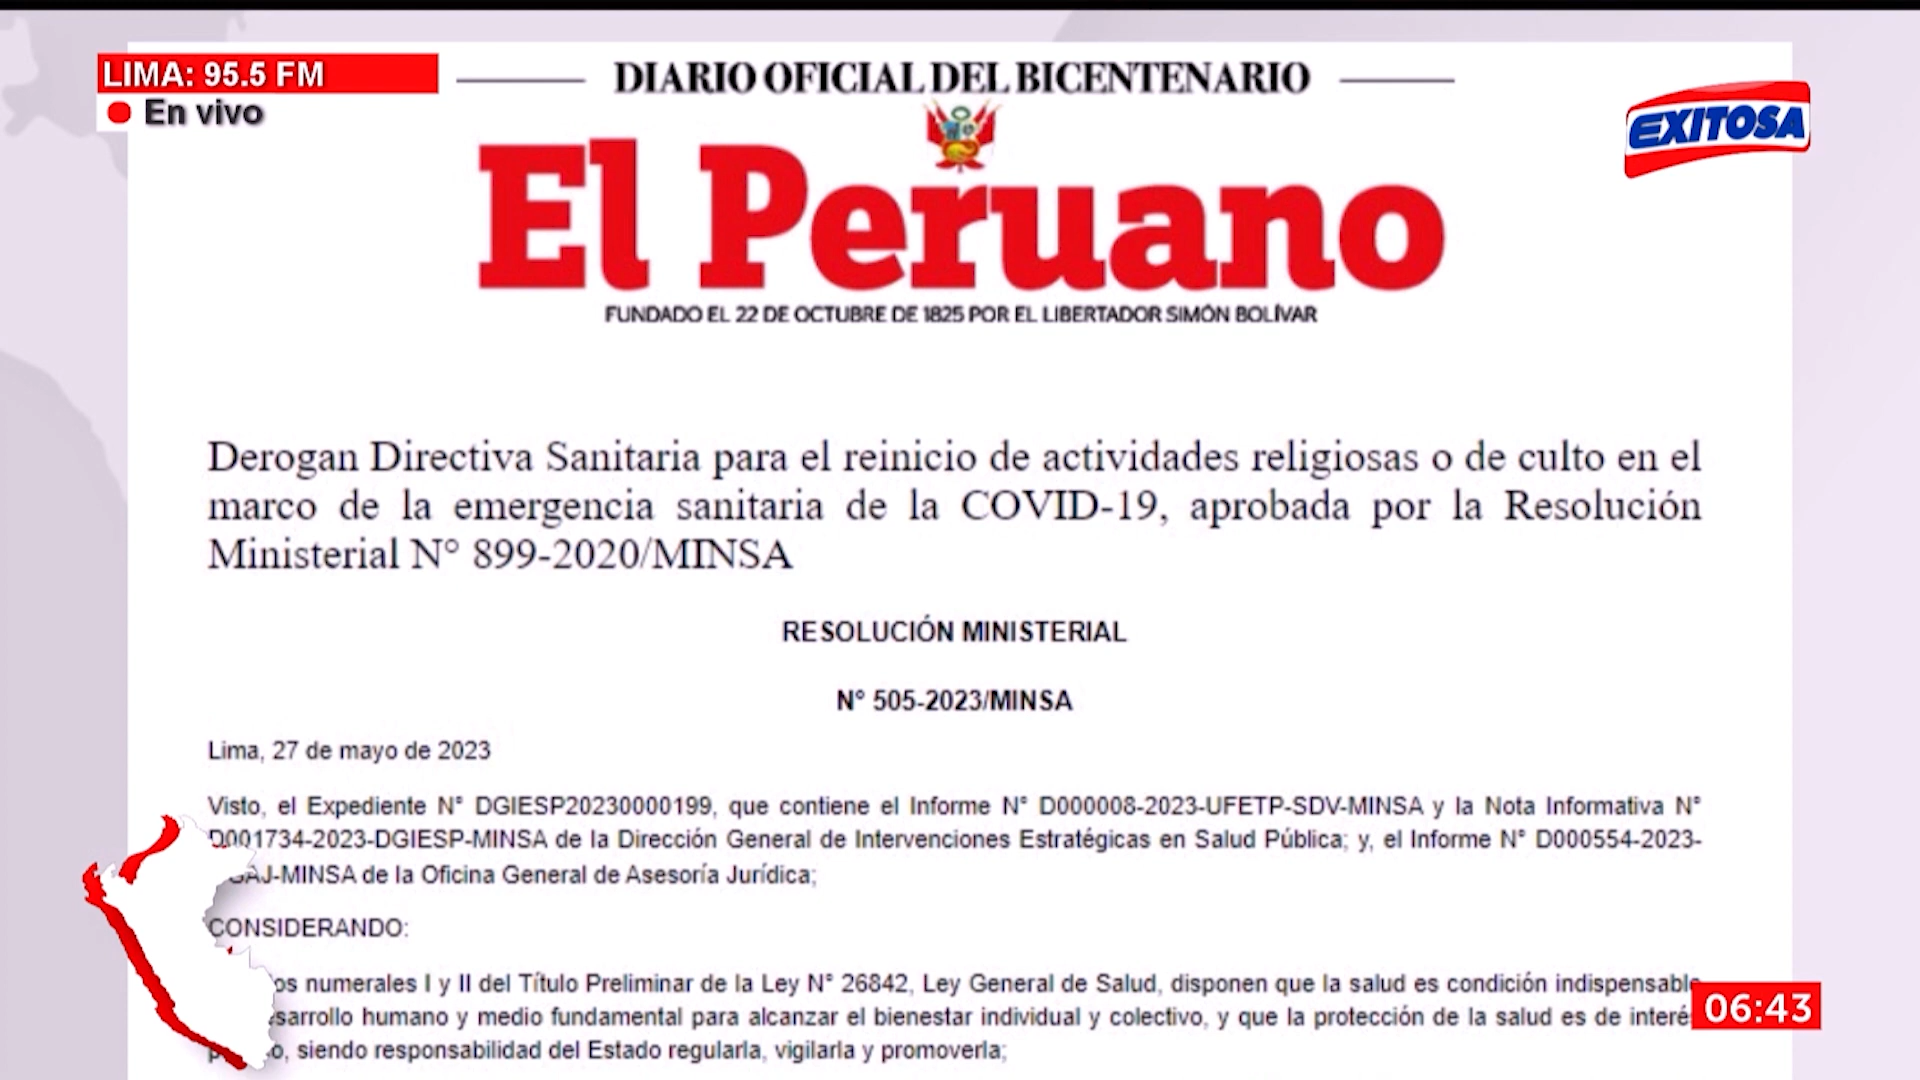 LIMA: 95.5 FM
En vivo
DIARIO OFICIAL DEL BICENTENARIO
EXITOSA
El Peruano
FUNDADO EL 22 DE OCTUBRE DE 1825 POR EL LIBERTADOR SIMÓN BOLÍVAR
Derogan Directiva Sanitaria para el reinicio de actividades religiosas o de culto en el
marco de la emergencia sanitaria de la COVID-19, aprobada por la Resolución
Ministerial N° 899-2020/MINSA
RESOLUCIÓN MINISTERIAL
N° 505-2023/MINSA
Lima, 27 de mayo de 2023
Visto, el Expediente N° DGIESP20230000199, que contiene el Informe N° D000008-2023-UFETP-SDV-MINSA y la Nota Informativa N°
D001734-2023-DGIESP-MINSA de la Dirección General de Intervenciones Estratégicas en Salud Pública; y, el Informe N° D000554-2023-
-MINSA de la Oficina General de Asesoría Jurídica;
CONSIDERANDO:
numerales I y II del Título Preliminar de la Ley N° 26842, Ley General de Salud, disponen que la salud es condición indispensable
humano y medio fundamental para alcanzar el bienestar individual y colectivo, y que la protección de la salud es de
siendo responsabilidad del Estado regularla, vigilarla y promoverla;
06:43